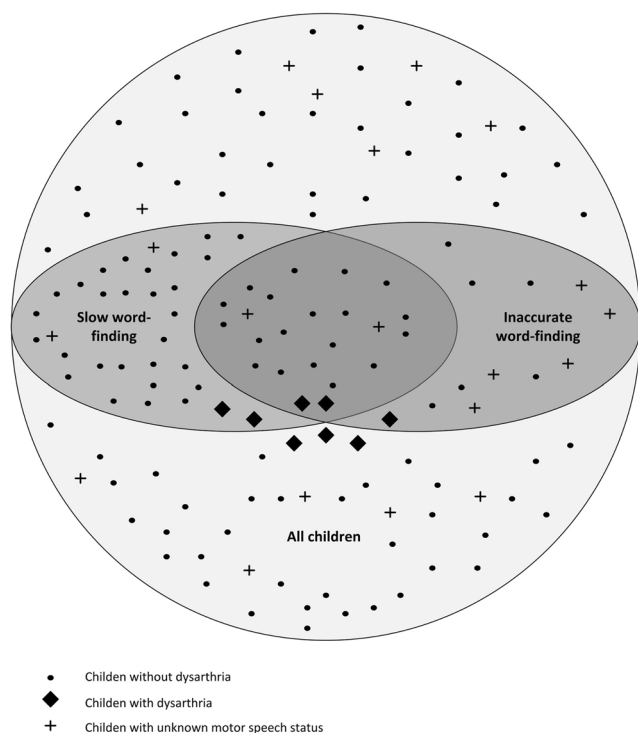 Slow word-
finding
Inaccurate
word-finding
All children
Childen without dysarthria
Childen with dysarthria
Childen with unknown motor speech status